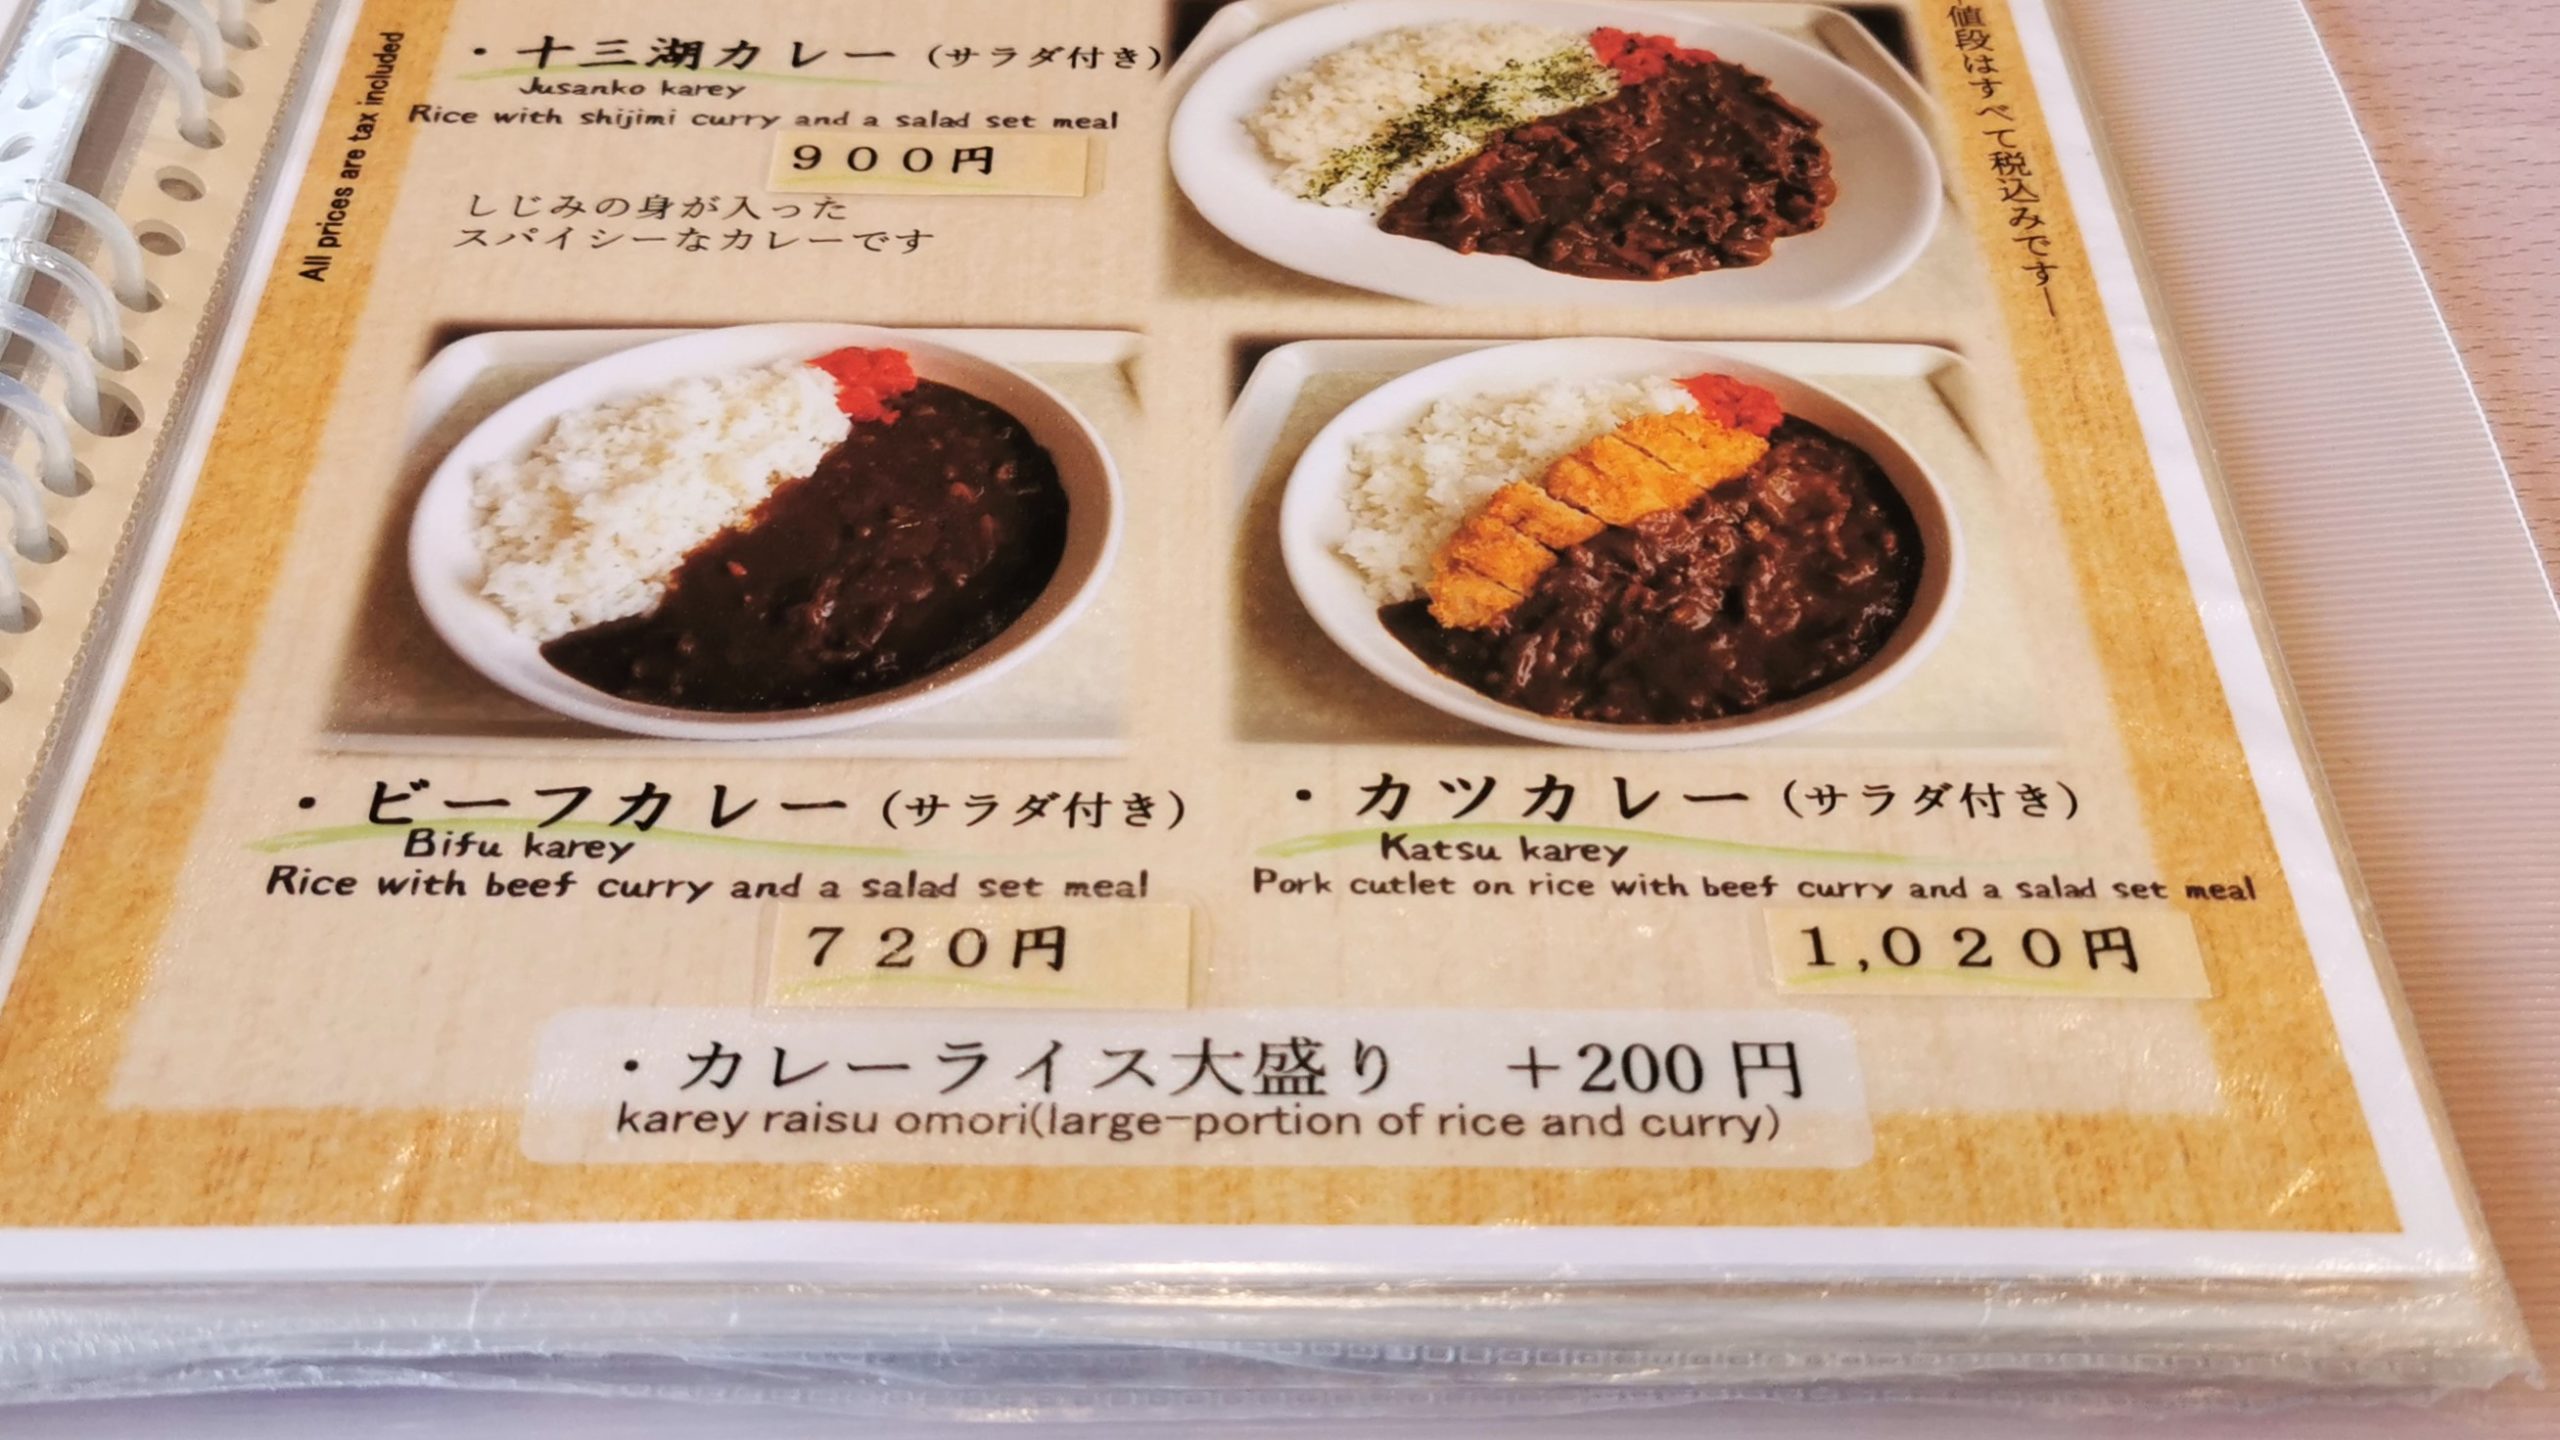 ・十三湖カレー（サラダ付き）
Jusanko karey
Rice with shijimi curry and a salad set meal
９００円
しじみの身が入った
スパイシーなカレーです
All prices are tax included
値段はすべて税込みです―
・ビーフカレー（サラダ付き）
Bifu karey
Rice with beef curry and a salad set meal
７２０円
・カツカレー（サラダ付き）
Katsu karey
Pork cutlet on rice with beef curry and a salad set meal
１,０２０円
・カレーライス大盛り　＋200円
karey raisu omori(large-portion of rice and curry)